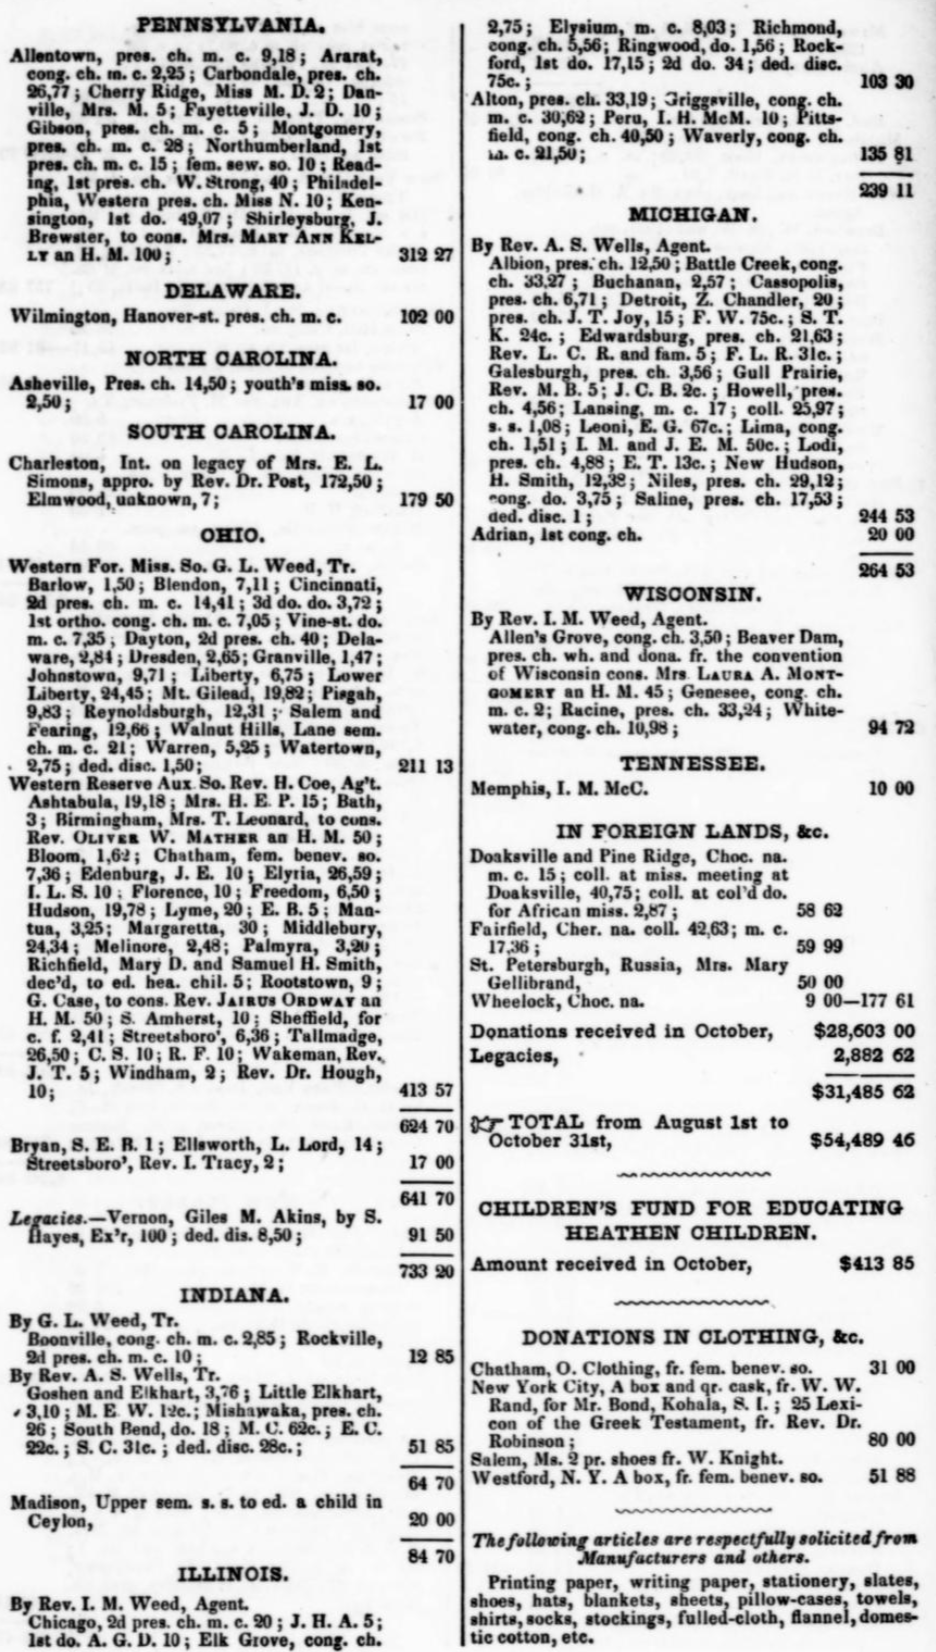 PENNSYLVANIA.
Allentown, pres. ch. m. c. 9,18; Ararat,
cong. ch. m. c. 2,25; Carbondale, pres. ch.
26,77; Cherry Ridge, Miss M. D. 2; Dan-
ville, Mrs. M. 5; Fayetteville, J. D. 10;
Gibson, pres. ch. m. c. 5; Montgomery,
pres. ch. m. c. 28; Northumberland, 1st
pres. ch. m. c. 15; fem. sew. so. 10; Read-
ing, 1st pres. ch. W. Strong, 40; Philadel-
phia, Western pres. ch. Miss N. 10; Ken-
sington, 1st do. 49,07; Shirleysburg, J.
Brewster, to cons. Mrs. MARY ANN KEL-
LY an H. M. 100; 312 27
DELAWARE.
Wilmington, Hanover-st. pres. ch. m. c. 102 00
NORTH CAROLINA.
Asheville, Pres. ch. 14,50; youth's miss. so.
2,50; 17 00
SOUTH CAROLINA.
Charleston, Int. on legacy of Mrs. E. L.
Simons, appro. by Rev. Dr. Post, 172,50;
Elmwood, unknown, 7; 179 50
OHIO.
Western For. Miss. So. G. L. Weed, Tr.
Barlow, 1,50; Blendon, 7,11; Cincinnati,
2d pres. ch. m. c. 14,41; 3d do. do. 3,72;
1st ortho. cong. ch. m. c. 7,05; Vine-st. do.
m. c. 7,35; Dayton, 2d pres. ch. 40; Dela-
ware, 2,84; Dresden, 2,65; Granville, 1,47;
Johnstown, 9,71; Liberty, 6,75; Lower
Liberty, 24,45; Mt. Gilead, 19,82; Pisgah,
9,83; Reynoldsburgh, 12,31; Salem and
Fearing, 12,66; Walnut Hills, Lane sem.
ch. m. c. 21; Warren, 5,25; Watertown,
2,75; ded. disc. 1,50; 211 13
Western Reserve Aux. So. Rev. H. Coe, Ag't.
Ashtabula, 19,18; Mrs. H. E. P. 15; Bath,
3; Birmingham, Mrs. T. Leonard, to cons.
Rev. OLIVER W. MATHER an H. M. 50;
Bloom, 1,62; Chatham, fem. benev. so.
7,36; Edenburg, J. E. 10; Elyria, 26,59;
I. L. S. 10; Florence, 10; Freedom, 6,50;
Hudson, 19,78; Lyme, 20; E. B. 5; Man-
tua, 3,25; Margaretta, 30; Middlebury,
24,34; Melinore, 2,48; Palmyra, 3,20;
Richfield, Mary D. and Samuel H. Smith,
dec'd, to ed. hea. chil. 5; Rootstown, 9;
G. Case, to cons. Rev. JAIRUS ORDWAY an
H. M. 50; S. Amherst, 10; Sheffield, for
c. f. 2,41; Streetsboro', 6,36; Tallmadge,
26,50; C. S. 10; R. F. 10; Wakeman, Rev.
J. T. 5; Windham, 2; Rev. Dr. Hough,
10; 413 57
624 70
Bryan, S. E. B. 1; Ellsworth, L. Lord, 14;
Streetsboro', Rev. I. Tracy, 2; 17 00
641 70
Legacies.—Vernon, Giles M. Akins, by S.
Hayes, Ex'r, 100; ded. dis. 8,50; 91 50
733 20
INDIANA.
By G. L. Weed, Tr.
Boonville, cong. ch. m. c. 2,85; Rockville,
2d pres. ch. m. c. 10; 12 85
By Rev. A. S. Wells, Tr.
Goshen and Elkhart, 3,76; Little Elkhart,
3,10; M. E. W. 12c.; Mishawaka, pres. ch.
26; South Bend, do. 18; M. C. 62c.; E. C.
22c.; S. C. 31c.; ded. disc. 28c.; 51 85
64 70
Madison, Upper sem. s. s. to ed. a child in
Ceylon, 20 00
84 70
ILLINOIS.
By Rev. I. M. Weed, Agent.
Chicago, 2d pres. ch. m. c. 20; J. H. A. 5;
1st do. A. G. D. 10; Elk Grove, cong. ch.
2,75; Elysium, m. c. 8,03; Richmond,
cong. ch. 5,56; Ringwood, do. 1,56; Rock-
ford, 1st do. 17,15; 2d do. 34; ded. disc.
75c.; 103 30
Alton, pres. ch. 33,19; Griggsville, cong. ch.
m. c. 30,62; Peru, I. H. McM. 10; Pitts-
field, cong. ch. 40,50; Waverly, cong. ch.
m. c. 21,50; 135 81
239 11
MICHIGAN.
By Rev. A. S. Wells, Agent.
Albion, pres. ch. 12,50; Battle Creek, cong.
ch. 33,27; Buchanan, 2,57; Cassopolis,
pres. ch. 6,71; Detroit, Z. Chandler, 20;
pres. ch. J. T. Joy, 15; F. W. 75c.; S. T.
K. 24c.; Edwardsburg, pres. ch. 21,63;
Rev. L. C. R. and fam. 5; F. L. R. 31c.;
Galesburgh, pres. ch. 3,56; Gull Prairie,
Rev. M. B. 5; J. C. B. 2c.; Howell, pres.
ch. 4,56; Lansing, m. c. 17; coll. 25,97;
s. s. 1,08; Leoni, E. G. 67c.; Lima, cong.
ch. 1,51; I. M. and J. E. M. 50c.; Lodi,
pres. ch. 4,88; E. T. 13c.; New Hudson,
H. Smith, 12,38; Niles, pres. ch. 29,12;
cong. do. 3,75; Saline, pres. ch. 17,53;
ded. disc. 1; 244 53
Adrian, 1st cong. ch. 20 00
264 53
WISCONSIN.
By Rev. I. M. Weed, Agent.
Allen's Grove, cong. ch. 3,50; Beaver Dam,
pres. ch. wh. and dona. fr. the convention
of Wisconsin cons. Mrs. LAURA A. MONT-
GOMERY an H. M. 45; Genesee, cong. ch.
m. c. 2; Racine, pres. ch. 33,24; White-
water, cong. ch. 10,98; 94 72
TENNESSEE.
Memphis, I. M. McC. 10 00
IN FOREIGN LANDS, &c.
Doaksville and Pine Ridge, Choc. na.
m. c. 15; coll. at miss. meeting at
Doaksville, 40,75; coll. at col'd do.
for African miss. 2,87; 58 62
Fairfield, Cher. na. coll. 42,63; m. c.
17,36; 59 99
St. Petersburgh, Russia, Mrs. Mary
Gellibrand, 50 00
Wheelock, Choc. na. 9 00—177 61
Donations received in October, $28,603 00
Legacies, 2,882 62
$31,485 62
☞ TOTAL from August 1st to
October 31st, $54,489 46
CHILDREN'S FUND FOR EDUCATING
HEATHEN CHILDREN.
Amount received in October, $413 85
DONATIONS IN CLOTHING, &c.
Chatham, O. Clothing, fr. fem. benev. so. 31 00
New York City, A box and qr. cask, fr. W. W.
Rand, for Mr. Bond, Kohala, S. I.; 25 Lexi-
con of the Greek Testament, fr. Rev. Dr.
Robinson; 80 00
Salem, Ms. 2 pr. shoes fr. W. Knight.
Westford, N. Y. A box, fr. fem. benev. so. 51 88
The following articles are respectfully solicited from
Manufacturers and others.
Printing paper, writing paper, stationery, slates,
shoes, hats, blankets, sheets, pillow-cases, towels,
shirts, socks, stockings, fulled-cloth, flannel, domes-
tic cotton, etc.